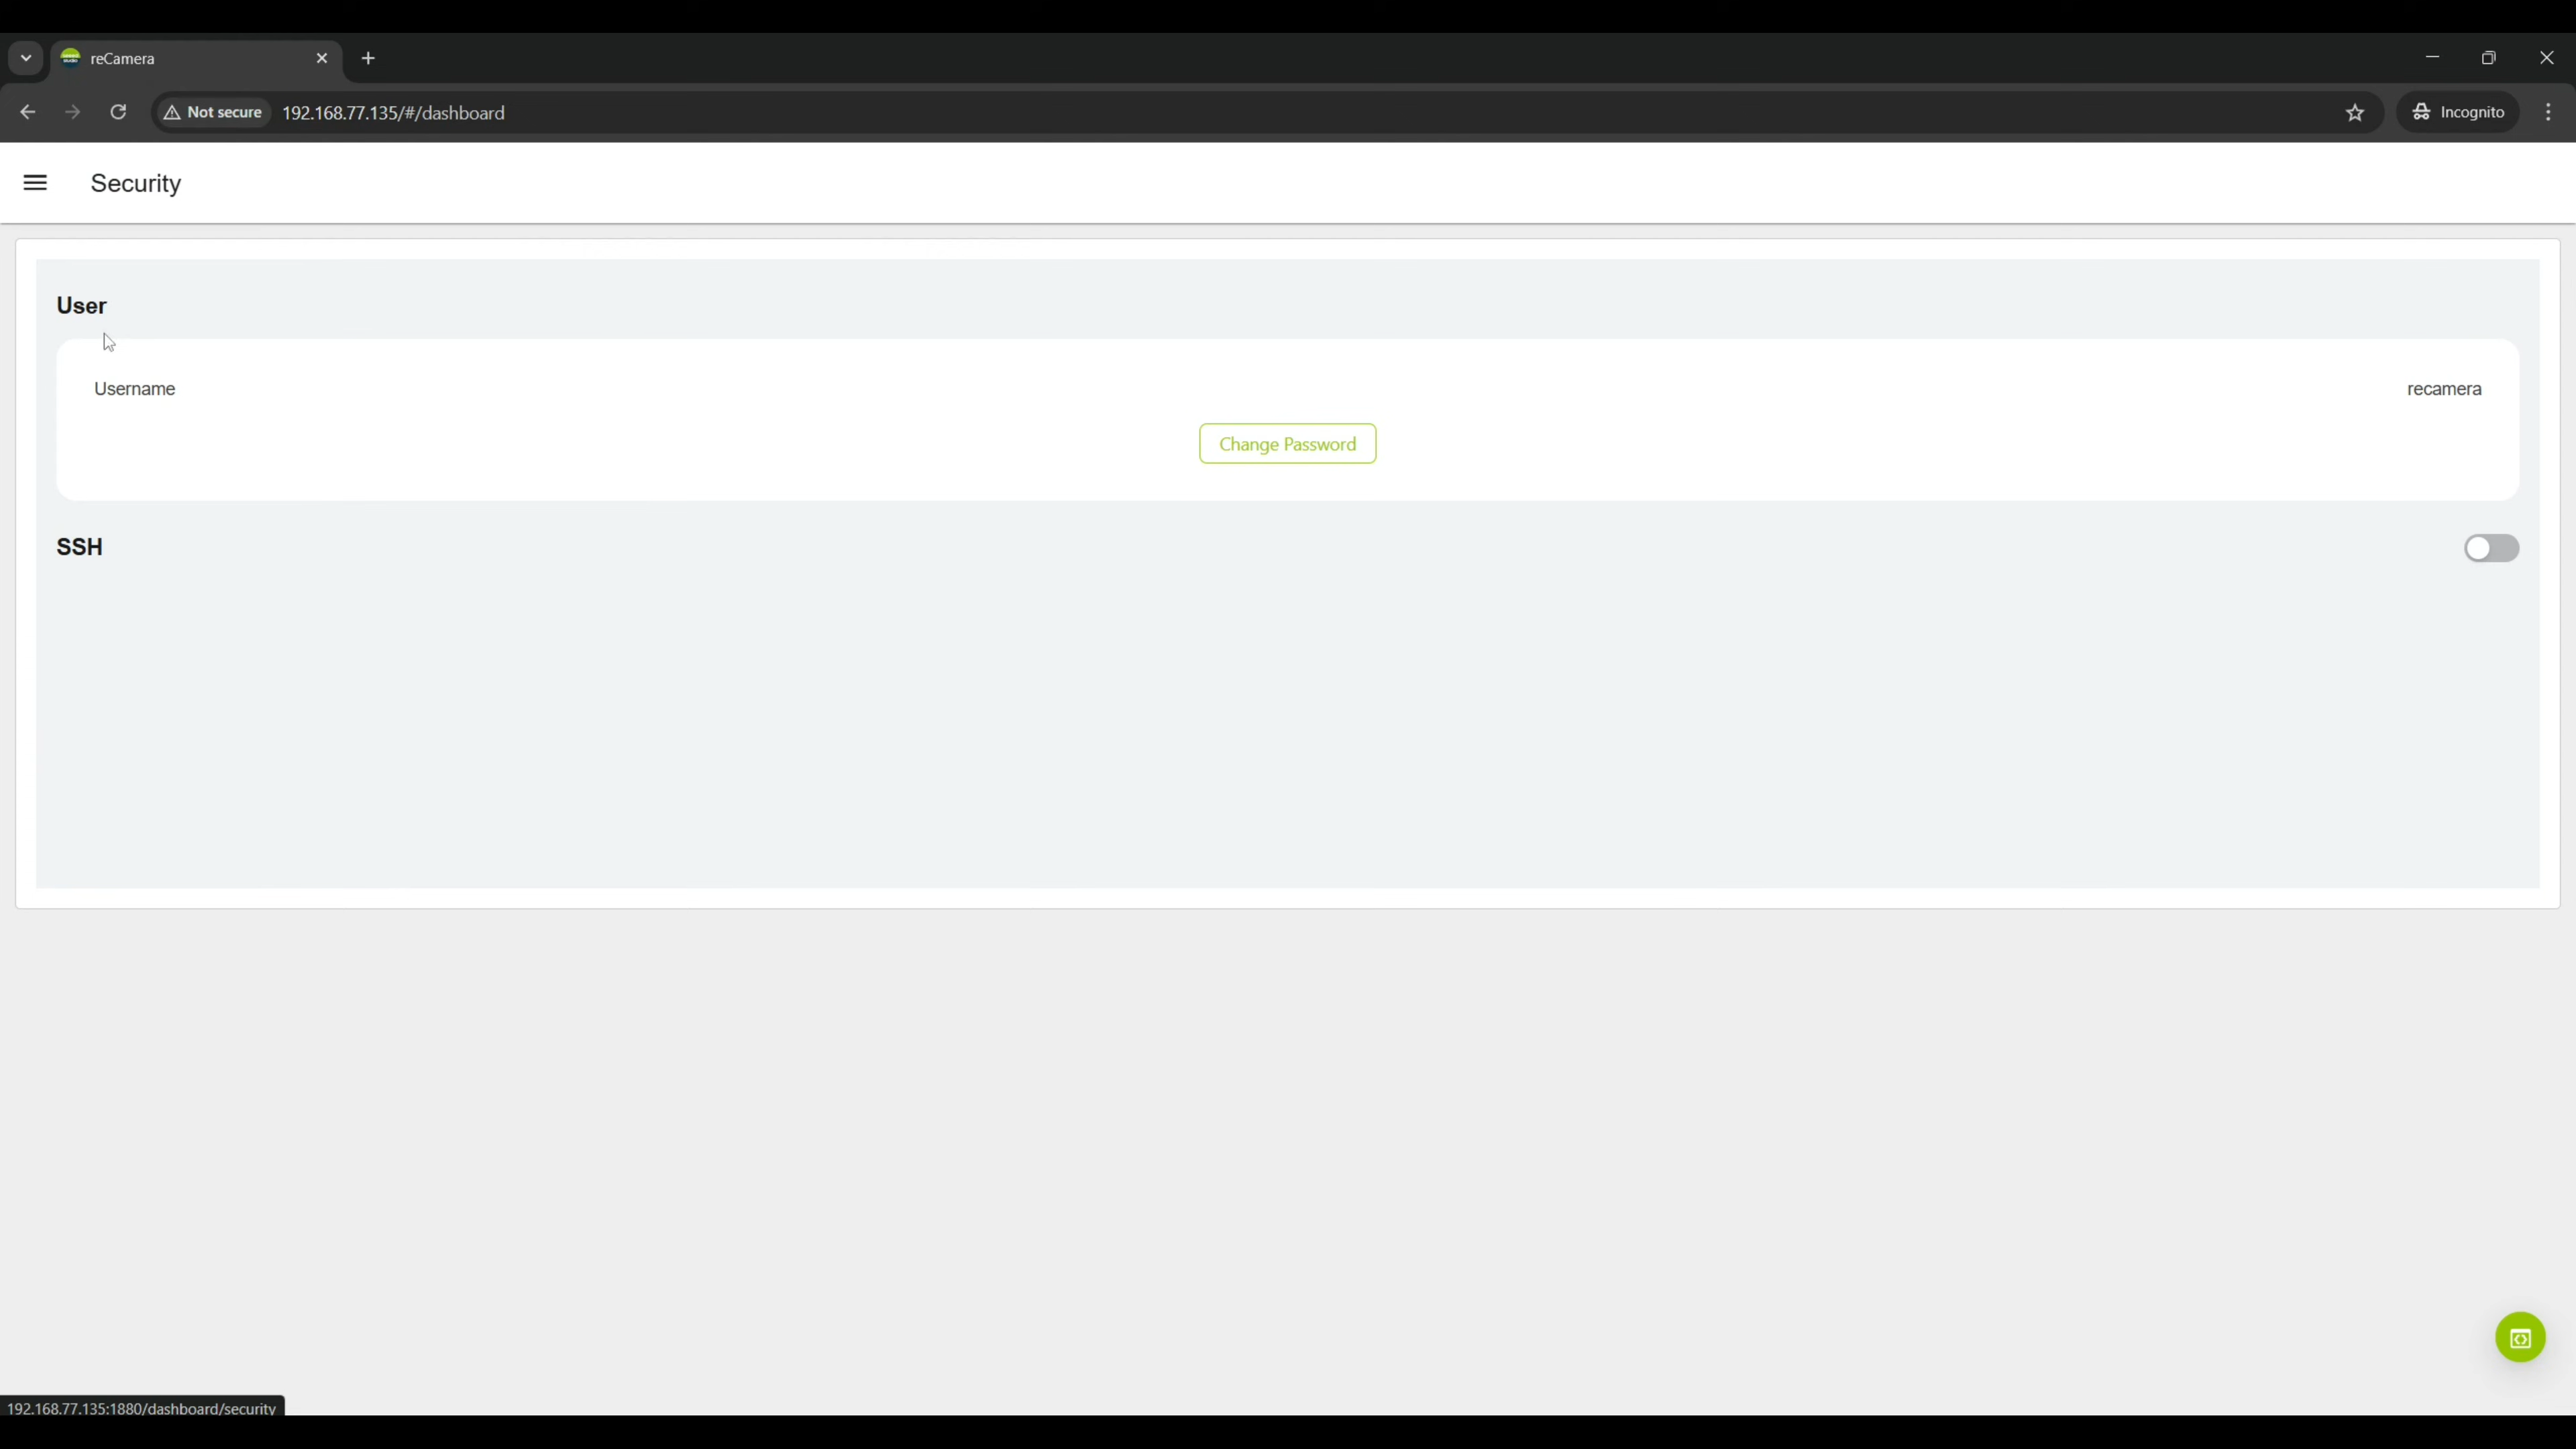 reCamera
Not secure
192.168.77.135/#/dashboard
Incognito
Security
User
Username
recamera
Change Password
SSH
192.168.77.135:1880/dashboard/security